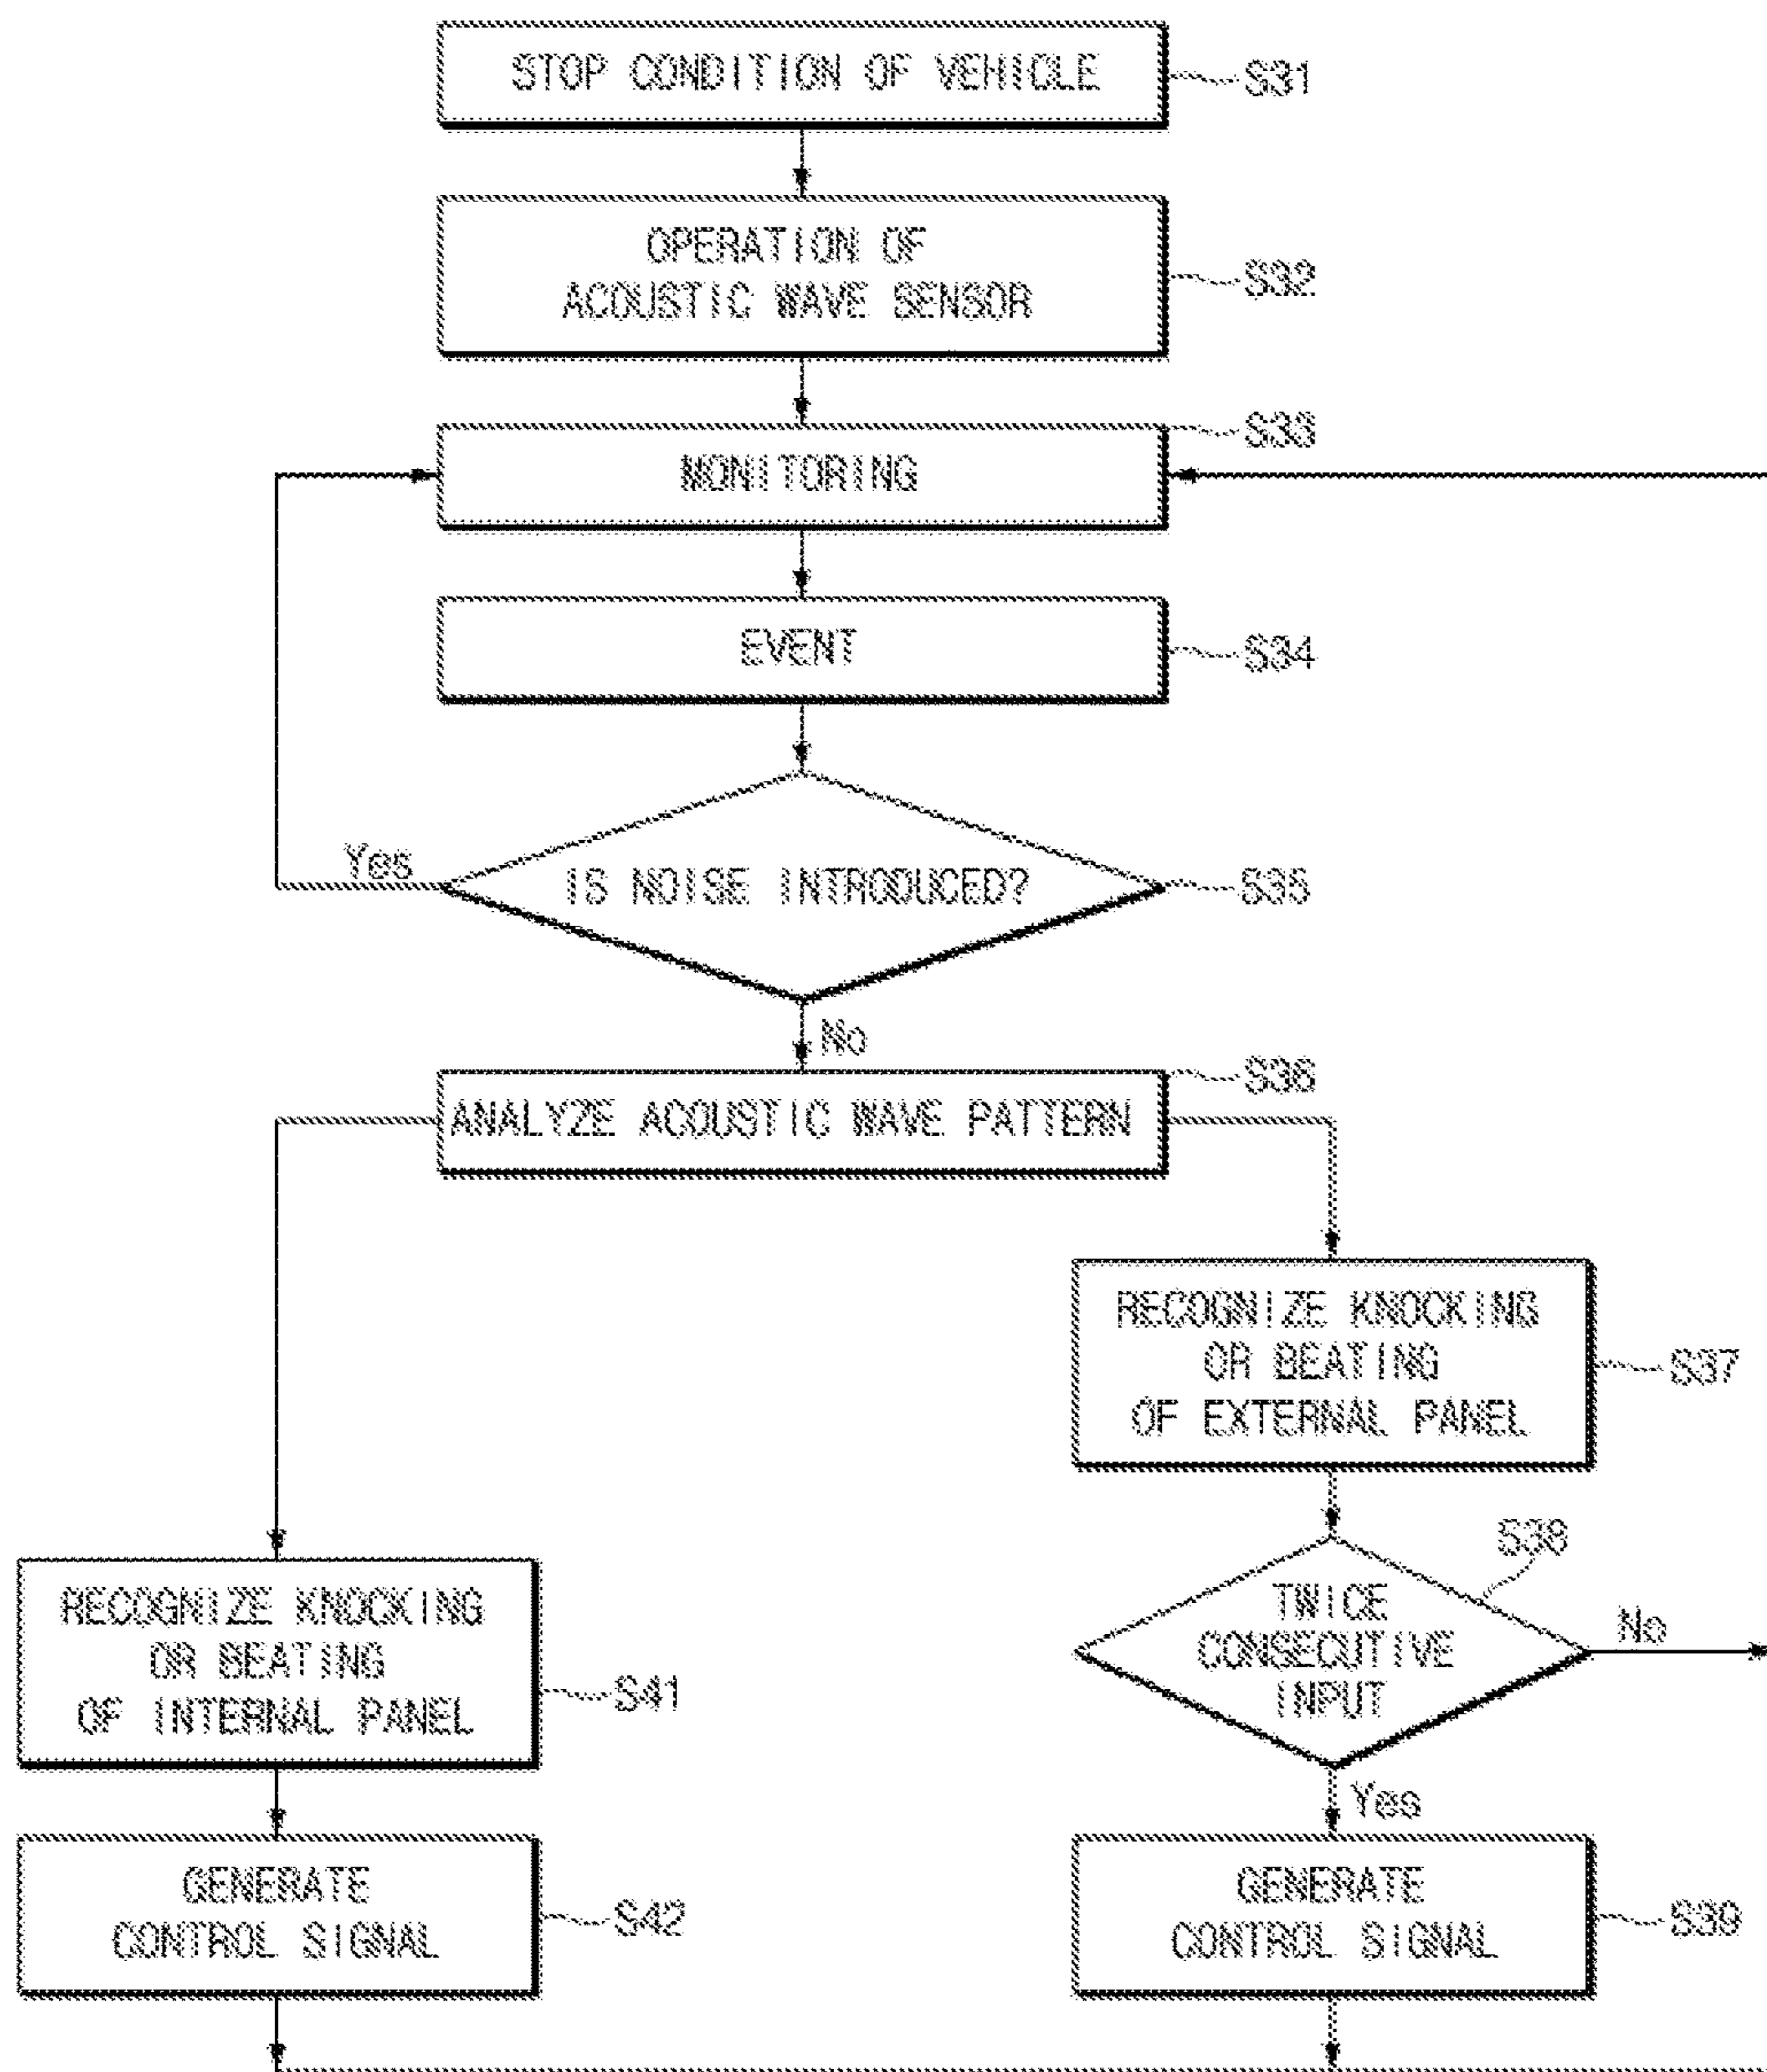 STOP CONDITION OF VEHICLE
S31
OPERATION OF
ACOUSTIC WAVE SENSOR
S32
S33
MONITORING
EVENT
S34
Yes
IS NOISE INTRODUCED?
S35
No
S36
ANALYZE ACOUSTIC WAVE PATTERN
RECOGNIZE KNOCKING
OR BEATING
OF EXTERNAL PANEL
S37
S38
TWICE
CONSECUTIVE
INPUT
No
RECOGNIZE KNOCKING
OR BEATING
OF INTERNAL PANEL
S41
Yes
GENERATE
CONTROL SIGNAL
S42
GENERATE
CONTROL SIGNAL
S39